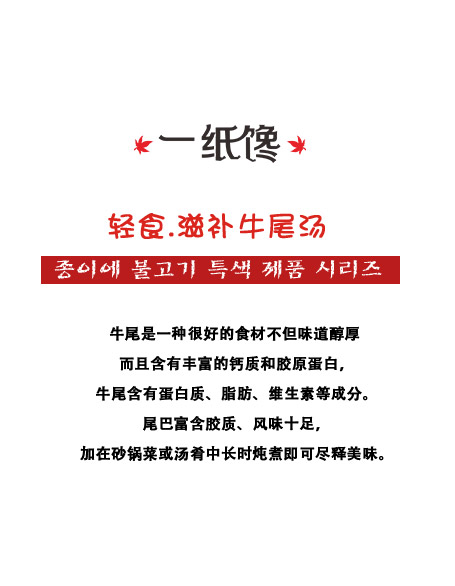 一纸馋
轻食.滋补牛尾汤
종이에 불고기 특색 제품 시리즈
牛尾是一种很好的食材不但味道醇厚
而且含有丰富的钙质和胶原蛋白，
牛尾含有蛋白质、脂肪、维生素等成分。
尾巴富含胶质、风味十足，
加在砂锅菜或汤肴中长时炖煮即可尽释美味。